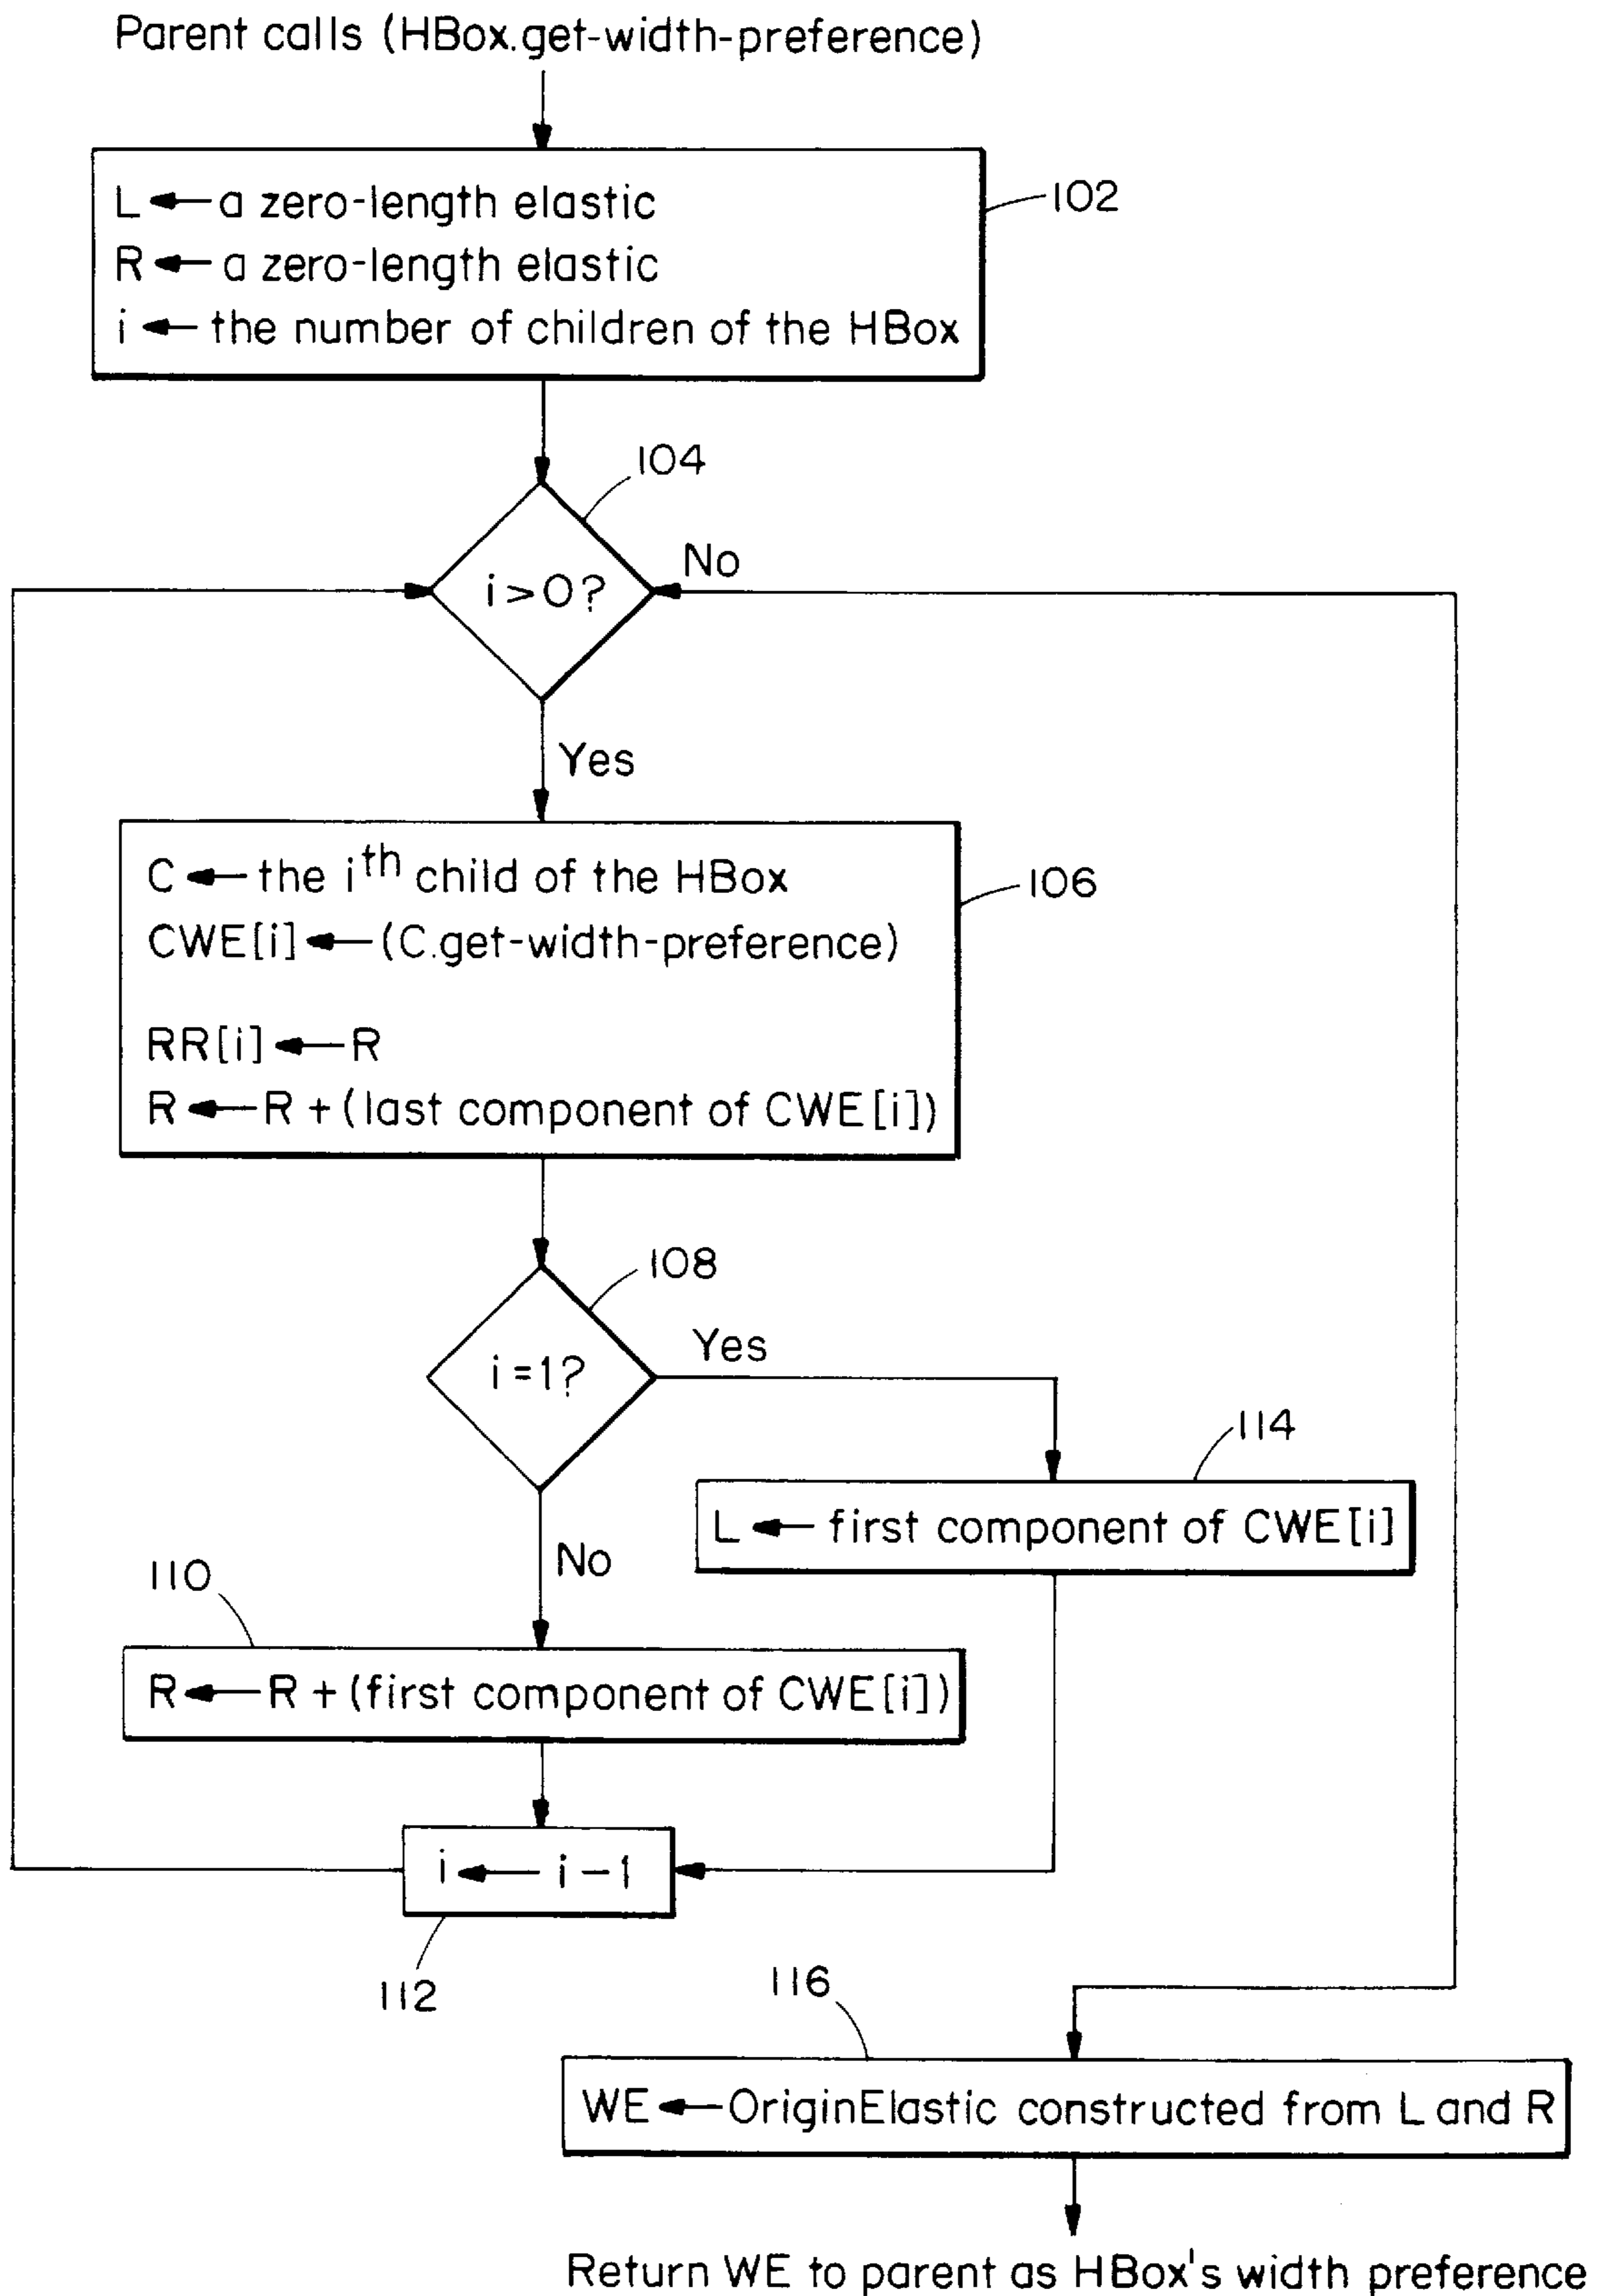 Parent calls (HBox.get-width-preference)
L ← a zero-length elastic
R ← a zero-length elastic
i ← the number of children of the HBox
102
104
i > 0?
No
Yes
C ← the i^th child of the HBox
CWE[i] ← (C.get-width-preference)
RR[i] ← R
R ← R + (last component of CWE[i])
106
108
i = 1?
Yes
114
L ← first component of CWE[i]
No
110
R ← R + (first component of CWE[i])
i ← i - 1
112
116
WE ← OriginElastic constructed from L and R
Return WE to parent as HBox's width preference